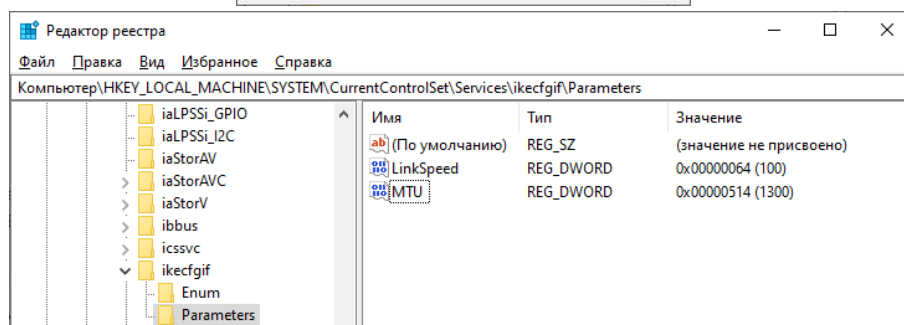 Редактор реестра
Файл Правка Вид Избранное Справка
Компьютер\HKEY_LOCAL_MACHINE\SYSTEM\CurrentControlSet\Services\ikecfgif\Parameters
iaLPSSi_GPIO
iaLPSSi_I2C
iaStorAV
iaStorAVC
iaStorV
ibbus
icssvc
ikecfgif
Enum
Parameters
Имя Тип Значение
(По умолчанию) REG_SZ (значение не присвоено)
LinkSpeed REG_DWORD 0x00000064 (100)
MTU REG_DWORD 0x00000514 (1300)